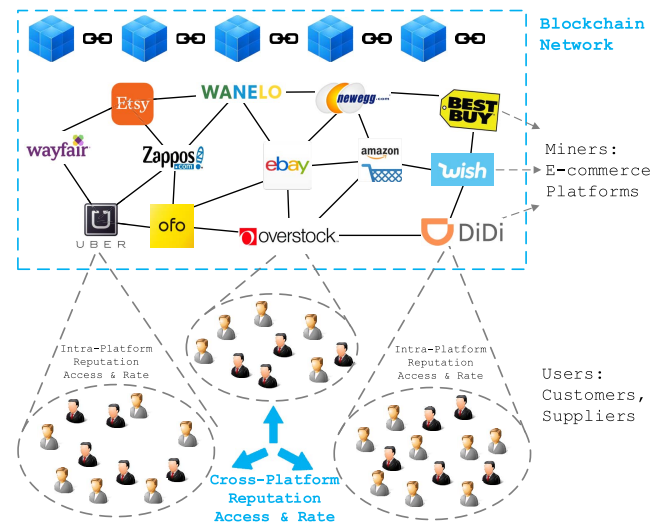 Blockchain
Network
Etsy
WANELO
newegg.com
BEST
BUY
wayfair
Zappos
.com
ebay
amazon
wish
Miners:
E-commerce
Platforms
U
UBER
ofo
overstock
DiDi
Intra-Platform
Reputation
Access & Rate
Intra-Platform
Reputation
Access & Rate
Users:
Customers,
Suppliers
Cross-Platform
Reputation
Access & Rate